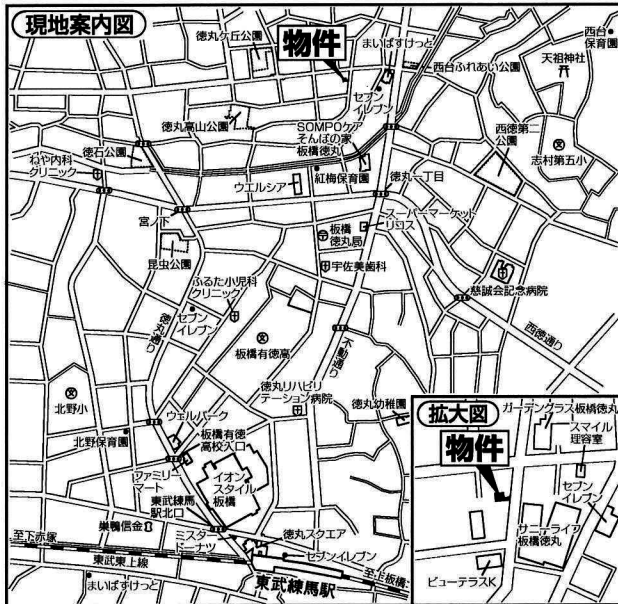 現地案内図
徳丸ケ丘公園
物件
まいばすけっと
西台ふれあい公園
西台
保育園
天祖神社
セブン
イレブン
徳丸高山公園
SOMPOケア
そんぽの家
板橋徳丸
西徳第二
公園
志村第五小
徳石公園
ねや内科
クリニック
紅梅保育園
ウエルシア
徳丸一丁目
宮ノ下
スーパーマーケット
リコス
板橋
徳丸局
昆虫公園
宇佐美歯科
慈誠会記念病院
ふるた小児科
クリニック
セブン
イレブン
徳丸通り
西徳通り
不動通り
板橋有徳高
徳丸リハビリ
テーション病院
徳丸幼稚園
北野小
北野保育園
ウェルパーク
板橋有徳
高校入口
ファミリー
マート
イオン
スタイル
板橋
東武練馬
駅北口
巣鴨信金
ミスター
ドーナツ
徳丸スクエア
至下赤塚
セブンイレブン
東武東上線
至上板橋
まいばすけっと
東武練馬駅
拡大図
ガーデングラス板橋徳丸
物件
スマイル
理容室
セブン
イレブン
サニーライフ
板橋徳丸
ビューテラスK